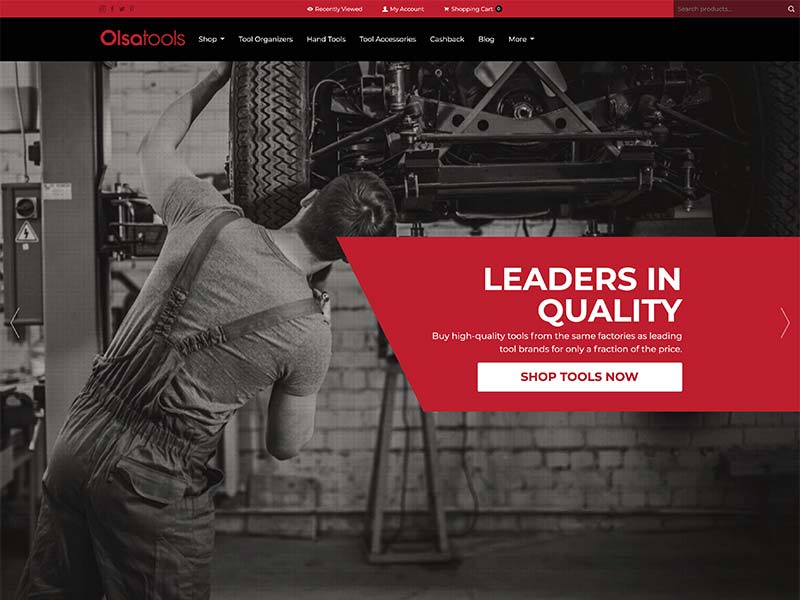 Recently Viewed My Account Shopping Cart 0 Search products...
Olsatools Shop Tool Organizers Hand Tools Tool Accessories Cashback Blog More
LEADERS IN
QUALITY
Buy high-quality tools from the same factories as leading
tool brands for only a fraction of the price.
SHOP TOOLS NOW